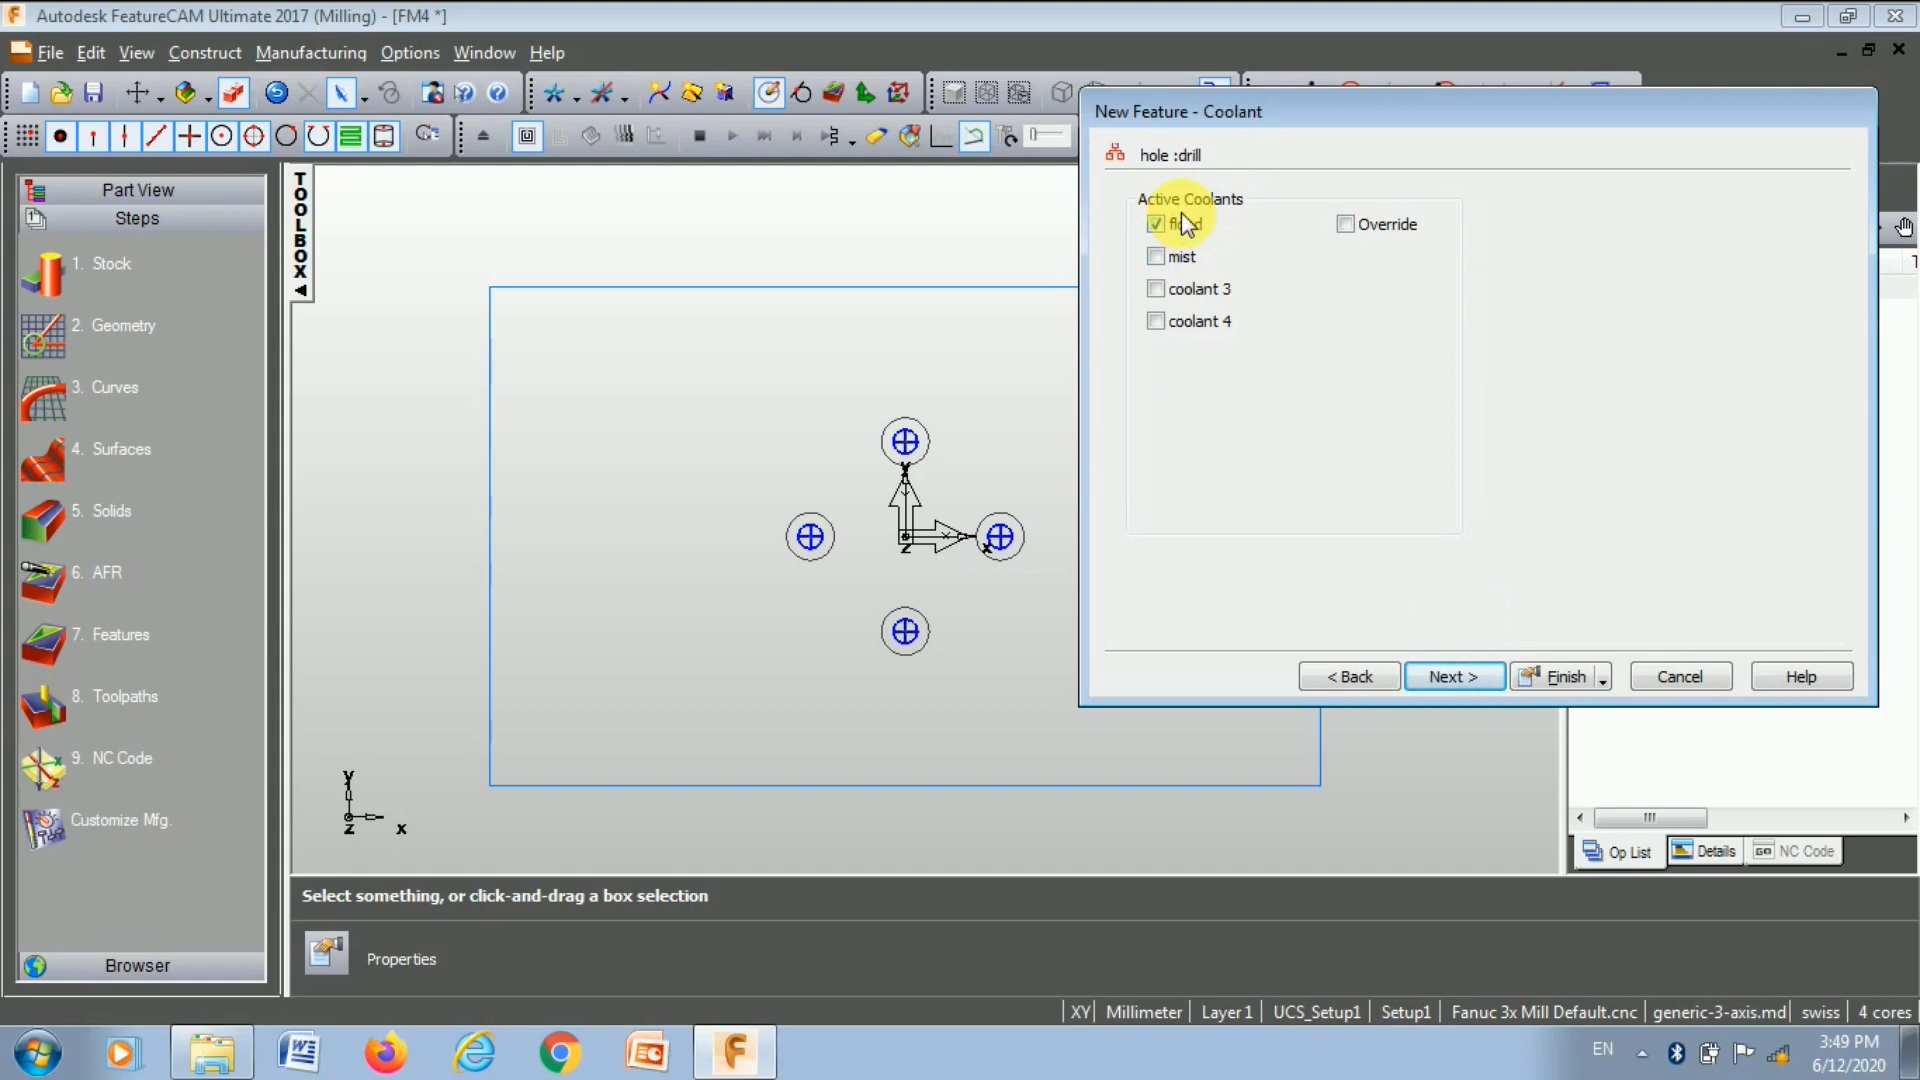 Autodesk FeatureCAM Ultimate 2017 (Milling) - [FM4 *]
File Edit View Construct Manufacturing Options Window Help
New Feature - Coolant
hole :drill
Active Coolants
Override
mist
coolant 3
coolant 4
< Back Next > Finish Cancel Help
TOOLBOX
Part View
Steps
1. Stock
2. Geometry
3. Curves
4. Surfaces
5. Solids
6. AFR
7. Features
8. Toolpaths
9. NC Code
Customize Mfg.
Browser
Y
Z
X
Y
Z
X
Op List Details GO NC Code
Select something, or click-and-drag a box selection
Properties
XY Millimeter Layer1 UCS_Setup1 Setup1 Fanuc 3x Mill Default.cnc generic-3-axis.md swiss 4 cores
EN
3:49 PM
6/12/2020